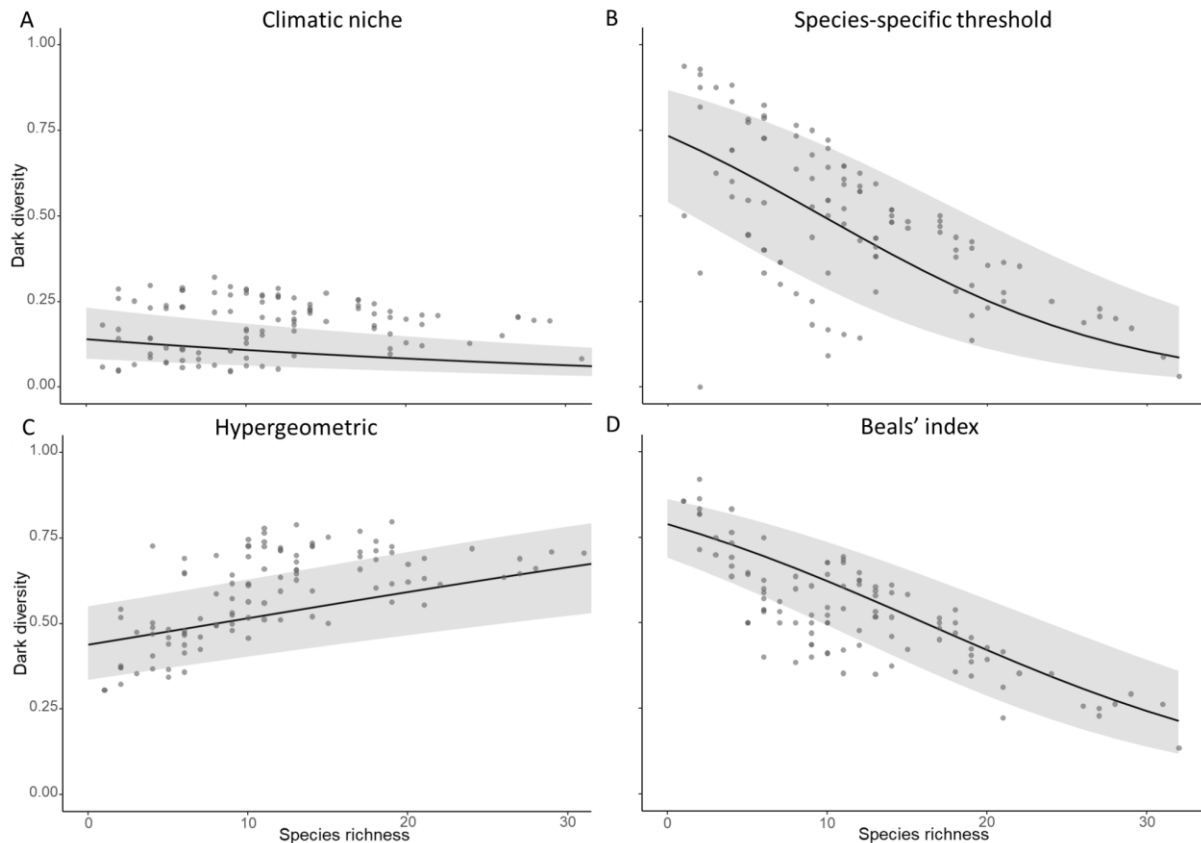 A Climatic niche
B Species-specific threshold
1.00
0.75
0.50
0.25
0.00
Dark diversity
C Hypergeometric
D Beals' index
1.00
0.75
0.50
0.25
0.00
Dark diversity
0 10 20 30
Species richness
0 10 20 30
Species richness